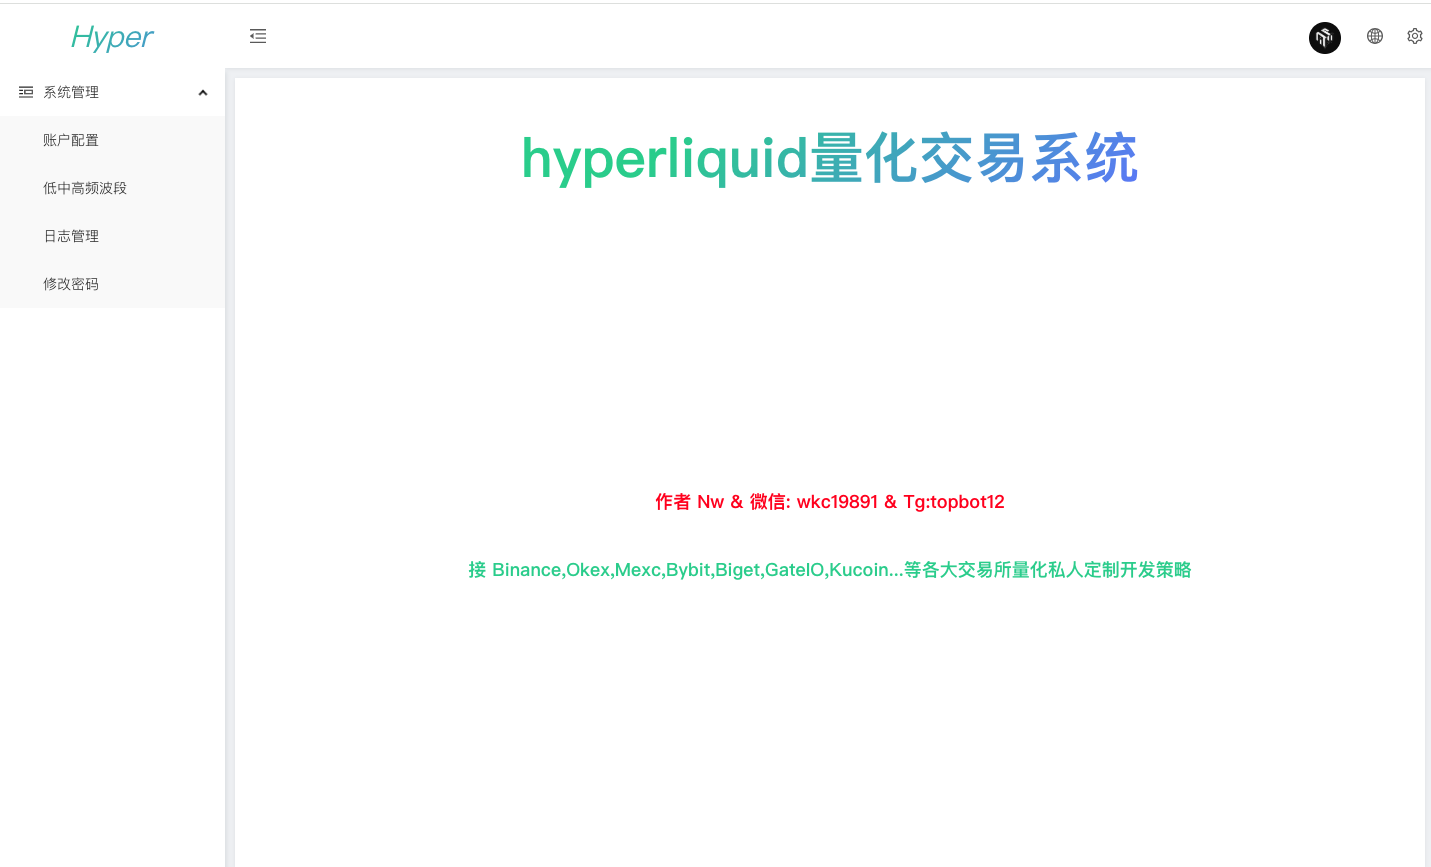 Hyper
系统管理
账户配置
低中高频波段
日志管理
修改密码
hyperliquid量化交易系统
作者 Nw & 微信: wkc19891 & Tg:topbot12
接 Binance,Okex,Mexc,Bybit,Biget,GateIO,Kucoin...等各大交易所量化私人定制开发策略